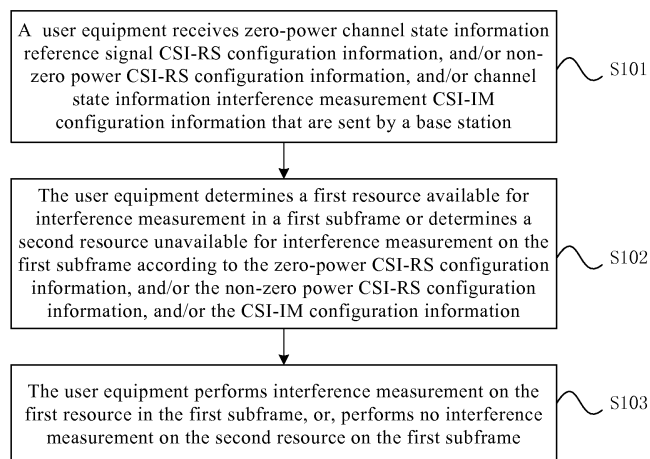 A user equipment receives zero-power channel state information
reference signal CSI-RS configuration information, and/or non-
zero power CSI-RS configuration information, and/or channel
state information interference measurement CSI-IM
configuration information that are sent by a base station
S101
The user equipment determines a first resource available for
interference measurement in a first subframe or determines a
second resource unavailable for interference measurement on the
first subframe according to the zero-power CSI-RS configuration
information, and/or the non-zero power CSI-RS configuration
information, and/or the CSI-IM configuration information
S102
The user equipment performs interference measurement on the
first resource in the first subframe, or, performs no interference
measurement on the second resource on the first subframe
S103